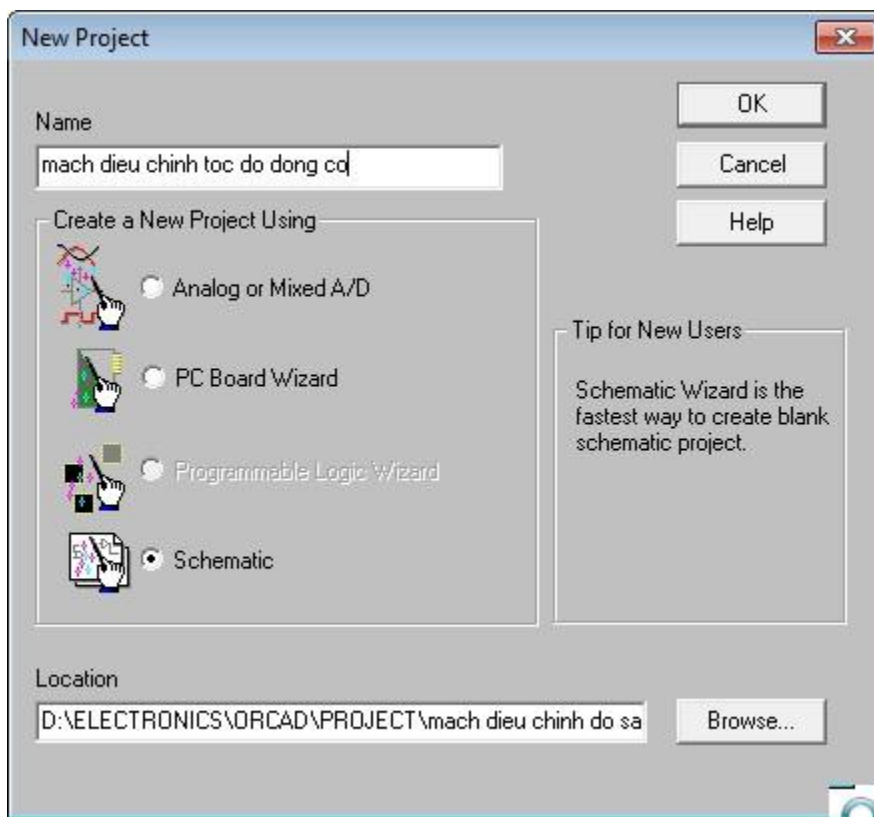 New Project
Name
mach dieu chinh toc do dong co
OK
Cancel
Help
Create a New Project Using
Analog or Mixed A/D
PC Board Wizard
Programmable Logic Wizard
Schematic
Tip for New Users
Schematic Wizard is the
fastest way to create blank
schematic project.
Location
D:\ELECTRONICS\ORCAD\PROJECT\mach dieu chinh do sa
Browse...